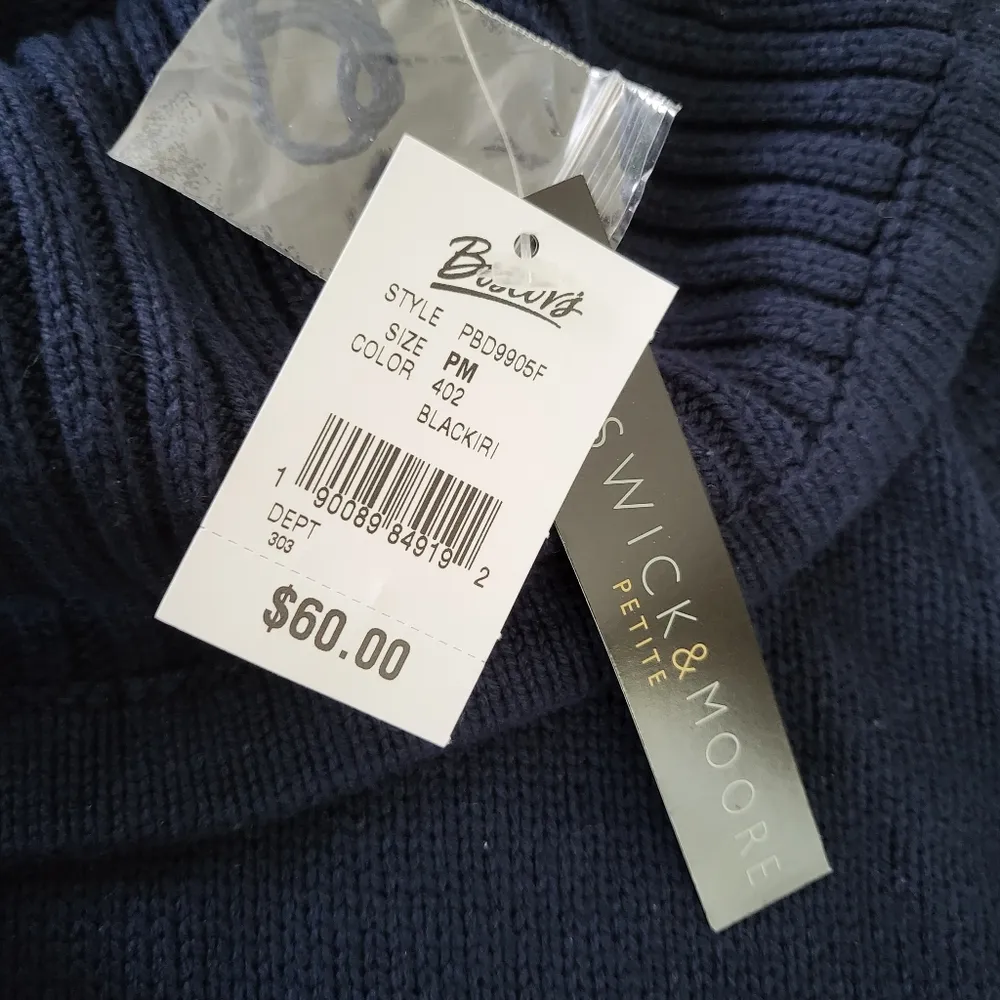 Boscov's
STYLE PBD9905F
SIZE PM
COLOR 402
BLACKIRI
1 90089 84919 2
DEPT
303
$60.00
SWICK & MOORE
PETITE